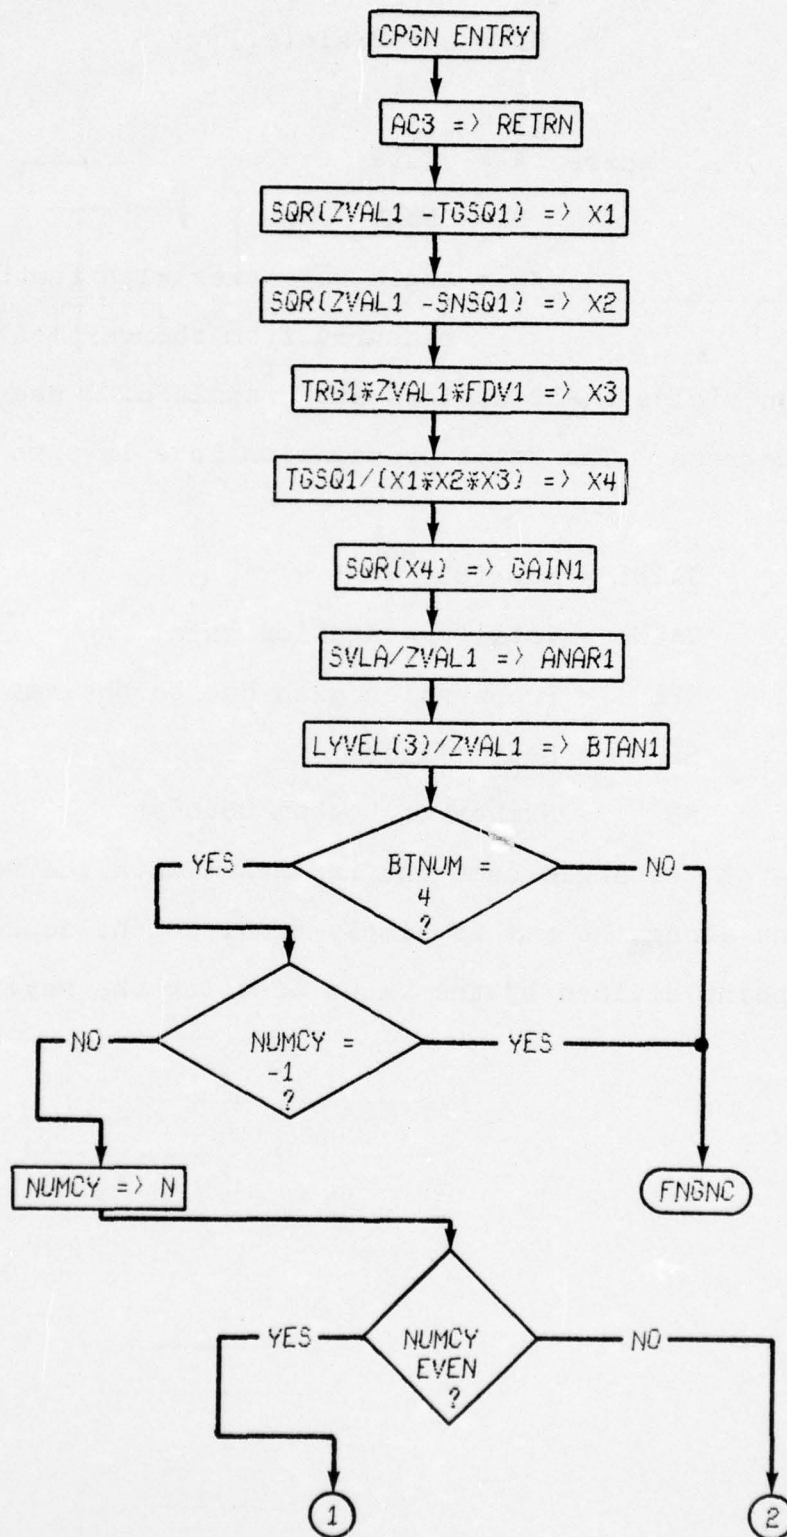 CPGN ENTRY
AC3 => RETRN
SQR(ZVAL1 -TGSQ1) => X1
SQR(ZVAL1 -SNSQ1) => X2
TRG1*ZVAL1*FDV1 => X3
TGSQ1/(X1*X2*X3) => X4
SQR(X4) => GAIN1
SVLA/ZVAL1 => ANAR1
LYVEL(3)/ZVAL1 => BTAN1
YES
BTNUM =
4
?
NO
NO
NUMCY =
-1
?
YES
NUMCY => N
FNGNC
YES
NUMCY
EVEN
?
NO
1
2